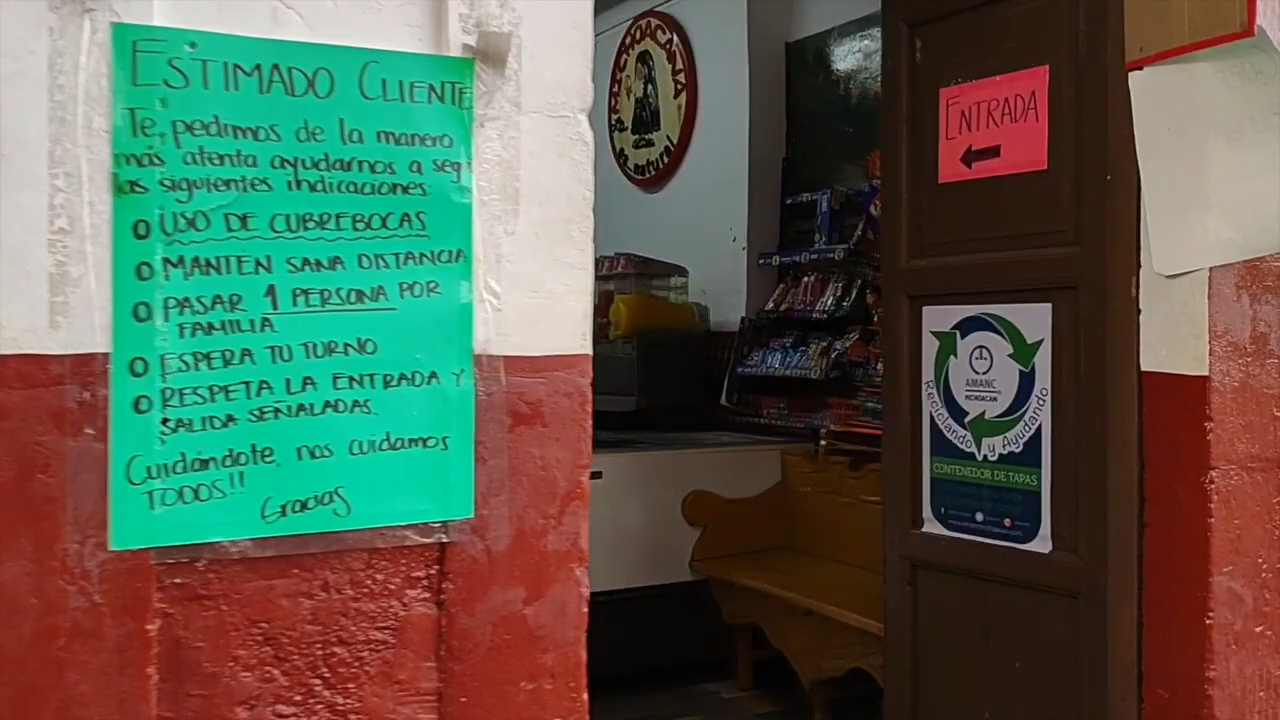 ESTIMADO CLIENTE
Te, pedimos de la manera
más atenta ayudarnos a seg
las siguientes indicaciones:
O USO DE CUBREBOCAS
O MANTEN SANA DISTANCIA
O PASAR 1 PERSONA POR
FAMILIA
O ESPERA TU TURNO
O RESPETA LA ENTRADA Y
SALIDA SEÑALADAS.
Cuidándote, nos cuidamos
TODOS!!
Gracias
La MICHOACANA
es natural
ENTRADA
AMANC
MICHOACÁN
Reciclando y Ayudando
CONTENEDOR DE TAPAS